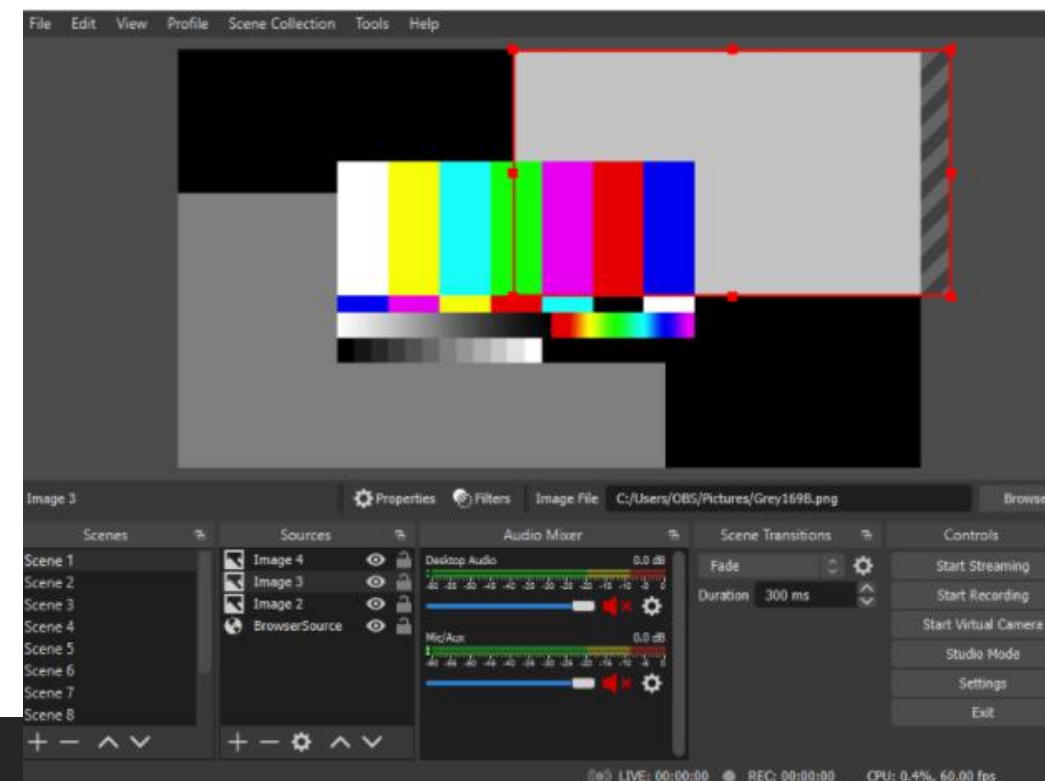 File Edit View Profile Scene Collection Tools Help
Image 3 Properties Filters Image File C:/Users/OBS/Pictures/Grey169B.png Browse
Scenes
Scene 1
Scene 2
Scene 3
Scene 4
Scene 5
Scene 6
Scene 7
Scene 8
Sources
Image 4
Image 3
Image 2
BrowserSource
Audio Mixer
Desktop Audio 0.0 dB
Mic/Aux 0.0 dB
Scene Transitions
Fade
Duration 300 ms
Controls
Start Streaming
Start Recording
Start Virtual Camera
Studio Mode
Settings
Exit
LIVE: 00:00:00 REC: 00:00:00 CPU: 0.4%, 60.00 fps